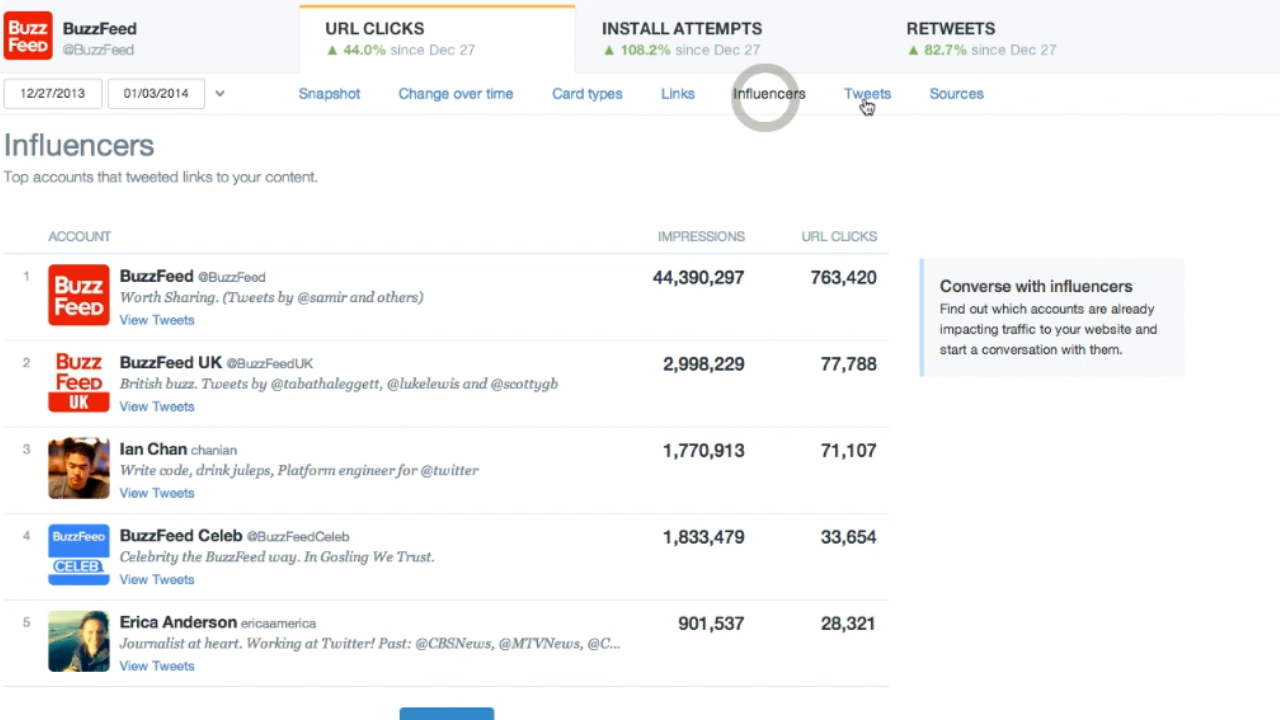 Buzz
FeeD
BuzzFeed
@BuzzFeed
URL CLICKS
▲ 44.0% since Dec 27
INSTALL ATTEMPTS
▲ 108.2% since Dec 27
RETWEETS
▲ 82.7% since Dec 27
12/27/2013
01/03/2014
Snapshot
Change over time
Card types
Links
Influencers
Tweets
Sources
Influencers
Top accounts that tweeted links to your content.
ACCOUNT
IMPRESSIONS
URL CLICKS
1
Buzz
FeeD
BuzzFeed @BuzzFeed
Worth Sharing. (Tweets by @samir and others)
View Tweets
44,390,297
763,420
2
Buzz
FeeD
UK
BuzzFeed UK @BuzzFeedUK
British buzz. Tweets by @tabathaleggett, @lukelewis and @scottygb
View Tweets
2,998,229
77,788
3
Ian Chan chanian
Write code, drink juleps, Platform engineer for @twitter
View Tweets
1,770,913
71,107
4
BuzzFeeD
CELEB
BuzzFeed Celeb @BuzzFeedCeleb
Celebrity the BuzzFeed way. In Gosling We Trust.
View Tweets
1,833,479
33,654
5
Erica Anderson ericaamerica
Journalist at heart. Working at Twitter! Past: @CBSNews, @MTVNews, @C...
View Tweets
901,537
28,321
Converse with influencers
Find out which accounts are already
impacting traffic to your website and
start a conversation with them.